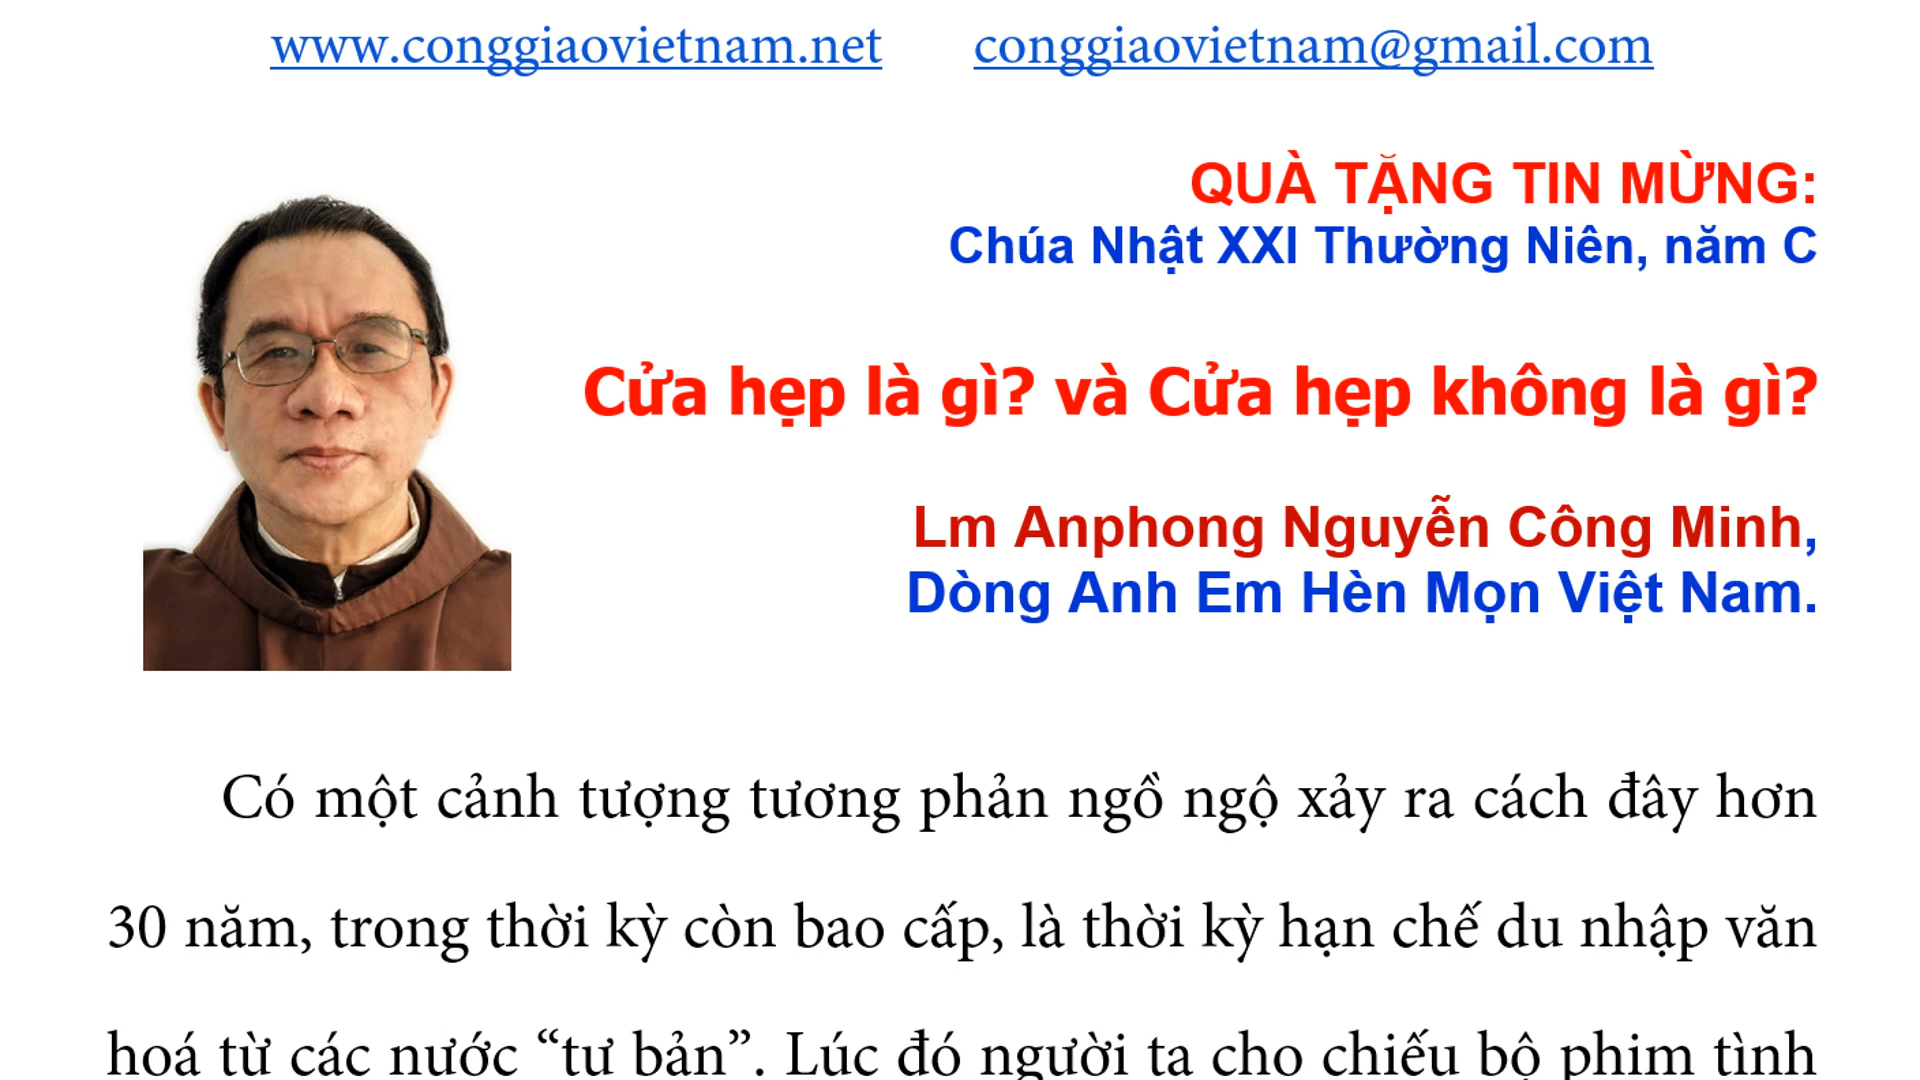 www.conggiaovietnam.net conggiaovietnam@gmail.com
QUÀ TẶNG TIN MỪNG:
Chúa Nhật XXI Thường Niên, năm C
Cửa hẹp là gì? và Cửa hẹp không là gì?
Lm Anphong Nguyễn Công Minh,
Dòng Anh Em Hèn Mọn Việt Nam.
Có một cảnh tượng tương phản ngồ ngộ xảy ra cách đây hơn
30 năm, trong thời kỳ còn bao cấp, là thời kỳ hạn chế du nhập văn
hoá từ các nước “tư bản”. Lúc đó người ta cho chiếu bộ phim tình